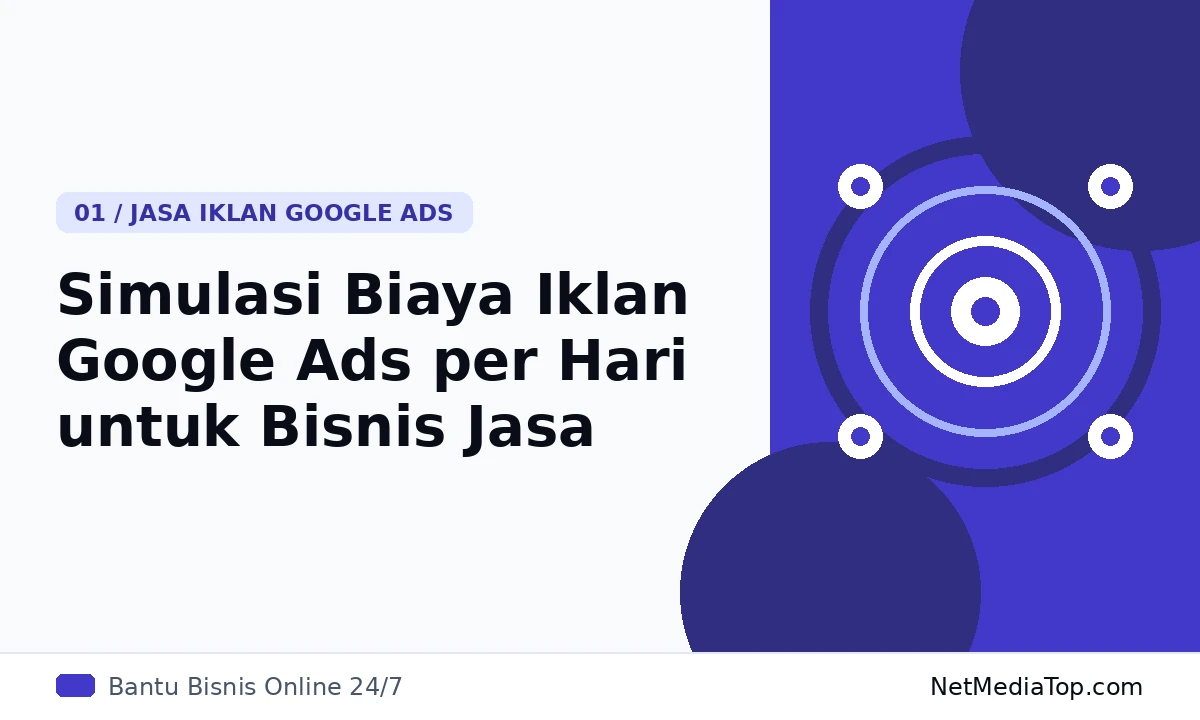 01 / JASA IKLAN GOOGLE ADS
Simulasi Biaya Iklan
Google Ads per Hari
untuk Bisnis Jasa
Bantu Bisnis Online 24/7
NetMediaTop.com